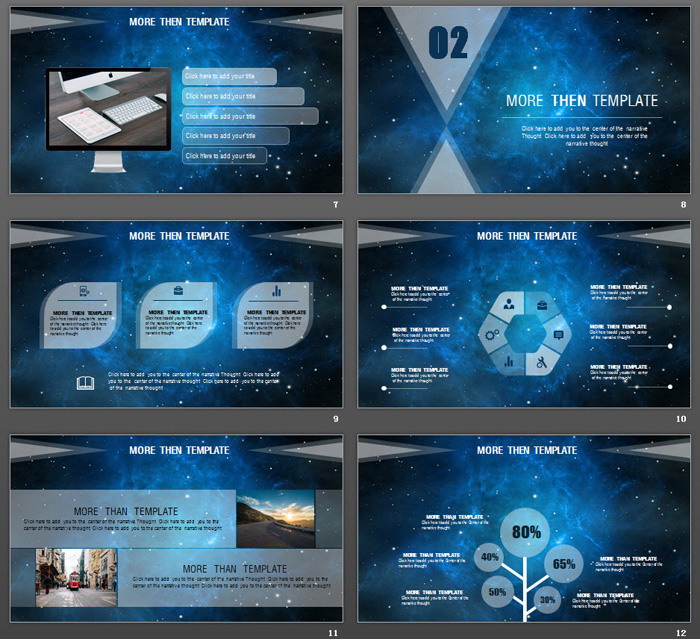 MORE THEN TEMPLATE
Click here to add your title
Click here to add your title
Click here to add your title
Click here to add your title
Click here to add your title
7
02
MORE THEN TEMPLATE
Click here to add you to the center of the narrative
Thought Click here to add you to the center of the
narrative thought
8
MORE THEN TEMPLATE
MORE THEN TEMPLATE
Click here to add you to the center
of the narrative thought Click here
to add you to the center of the
narrative thought
MORE THEN TEMPLATE
Click here to add you to the center
of the narrative thought Click here
to add you to the center of the
narrative thought
MORE THEN TEMPLATE
Click here to add you to the center
of the narrative thought Click here
to add you to the center of the
narrative thought
Click here to add you to the center of the narrative Thought Click here to add
you to the center of the narrative thought Click here to add you to the center
of the narrative thought
9
MORE THEN TEMPLATE
MORE THEN TEMPLATE
Click here to add you to the center
of the narrative thought
MORE THEN TEMPLATE
Click here to add you to the center
of the narrative thought
MORE THEN TEMPLATE
Click here to add you to the center
of the narrative thought
MORE THEN TEMPLATE
Click here to add you to the center
of the narrative thought
MORE THEN TEMPLATE
Click here to add you to the center
of the narrative thought
MORE THEN TEMPLATE
Click here to add you to the center
of the narrative thought
10
MORE THEN TEMPLATE
MORE THAN TEMPLATE
Click here to add you to the center of the narrative Thought Click here to add you to the
center of the narrative thought Click here to add you to the center of the narrative thought
MORE THAN TEMPLATE
Click here to add you to the center of the narrative Thought Click here to add you to the
center of the narrative thought Click here to add you to the center of the narrative thought
11
MORE THEN TEMPLATE
MORE THAN TEMPLATE
Click here to add you to the Center of the
narrative thought
80%
MORE THAN TEMPLATE
Click here to add you to the Center of the
narrative thought
40%
65%
MORE THAN TEMPLATE
Click here to add you to the Center of the
narrative thought
MORE THAN TEMPLATE
Click here to add you to the Center of the
narrative thought
50%
30%
MORE THAN TEMPLATE
Click here to add you to the Center of the
narrative thought
12